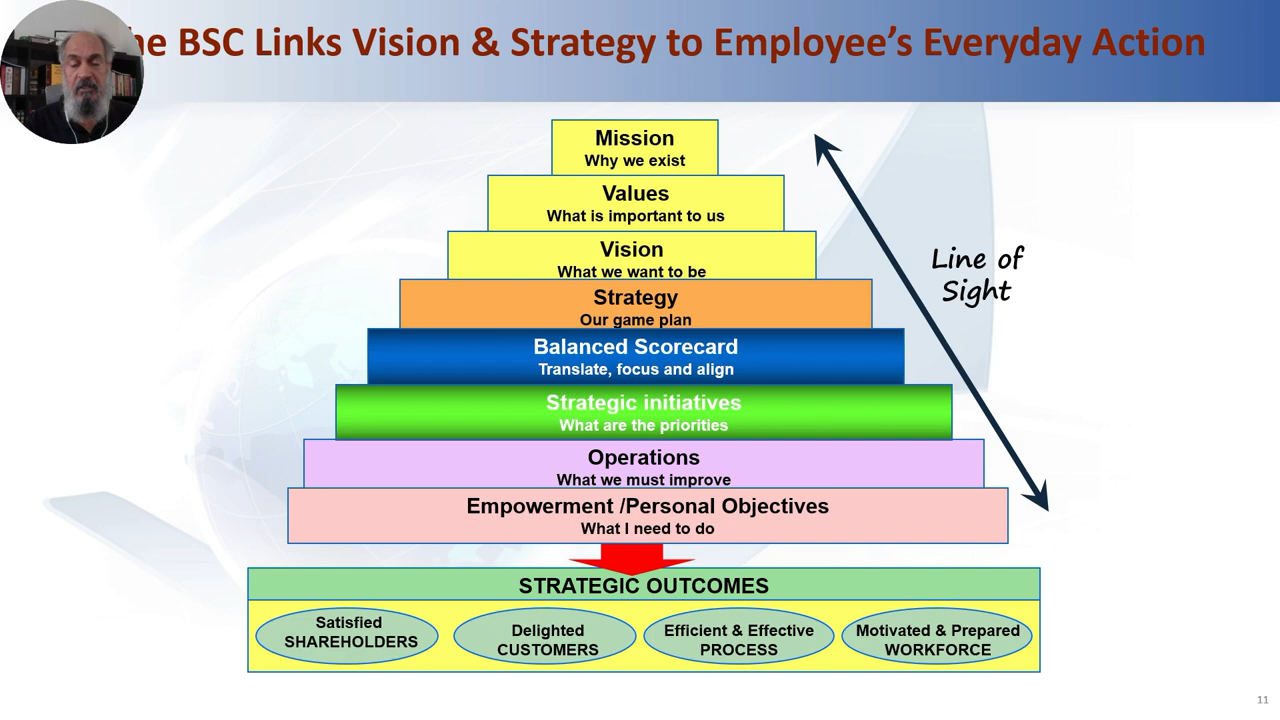 he BSC Links Vision & Strategy to Employee’s Everyday Action
Mission
Why we exist
Values
What is important to us
Vision
What we want to be
Strategy
Our game plan
Balanced Scorecard
Translate, focus and align
Strategic initiatives
What are the priorities
Operations
What we must improve
Empowerment /Personal Objectives
What I need to do
Line of
Sight
STRATEGIC OUTCOMES
Satisfied
SHAREHOLDERS
Delighted
CUSTOMERS
Efficient & Effective
PROCESS
Motivated & Prepared
WORKFORCE
11